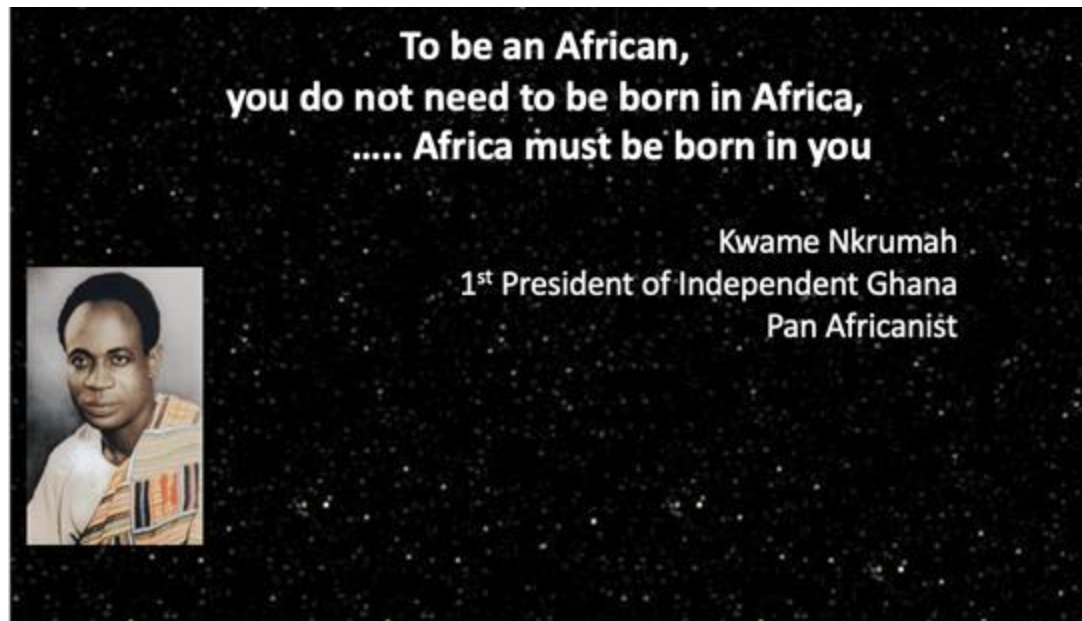 To be an African,
you do not need to be born in Africa,
..... Africa must be born in you
Kwame Nkrumah
1st President of Independent Ghana
Pan Africanist